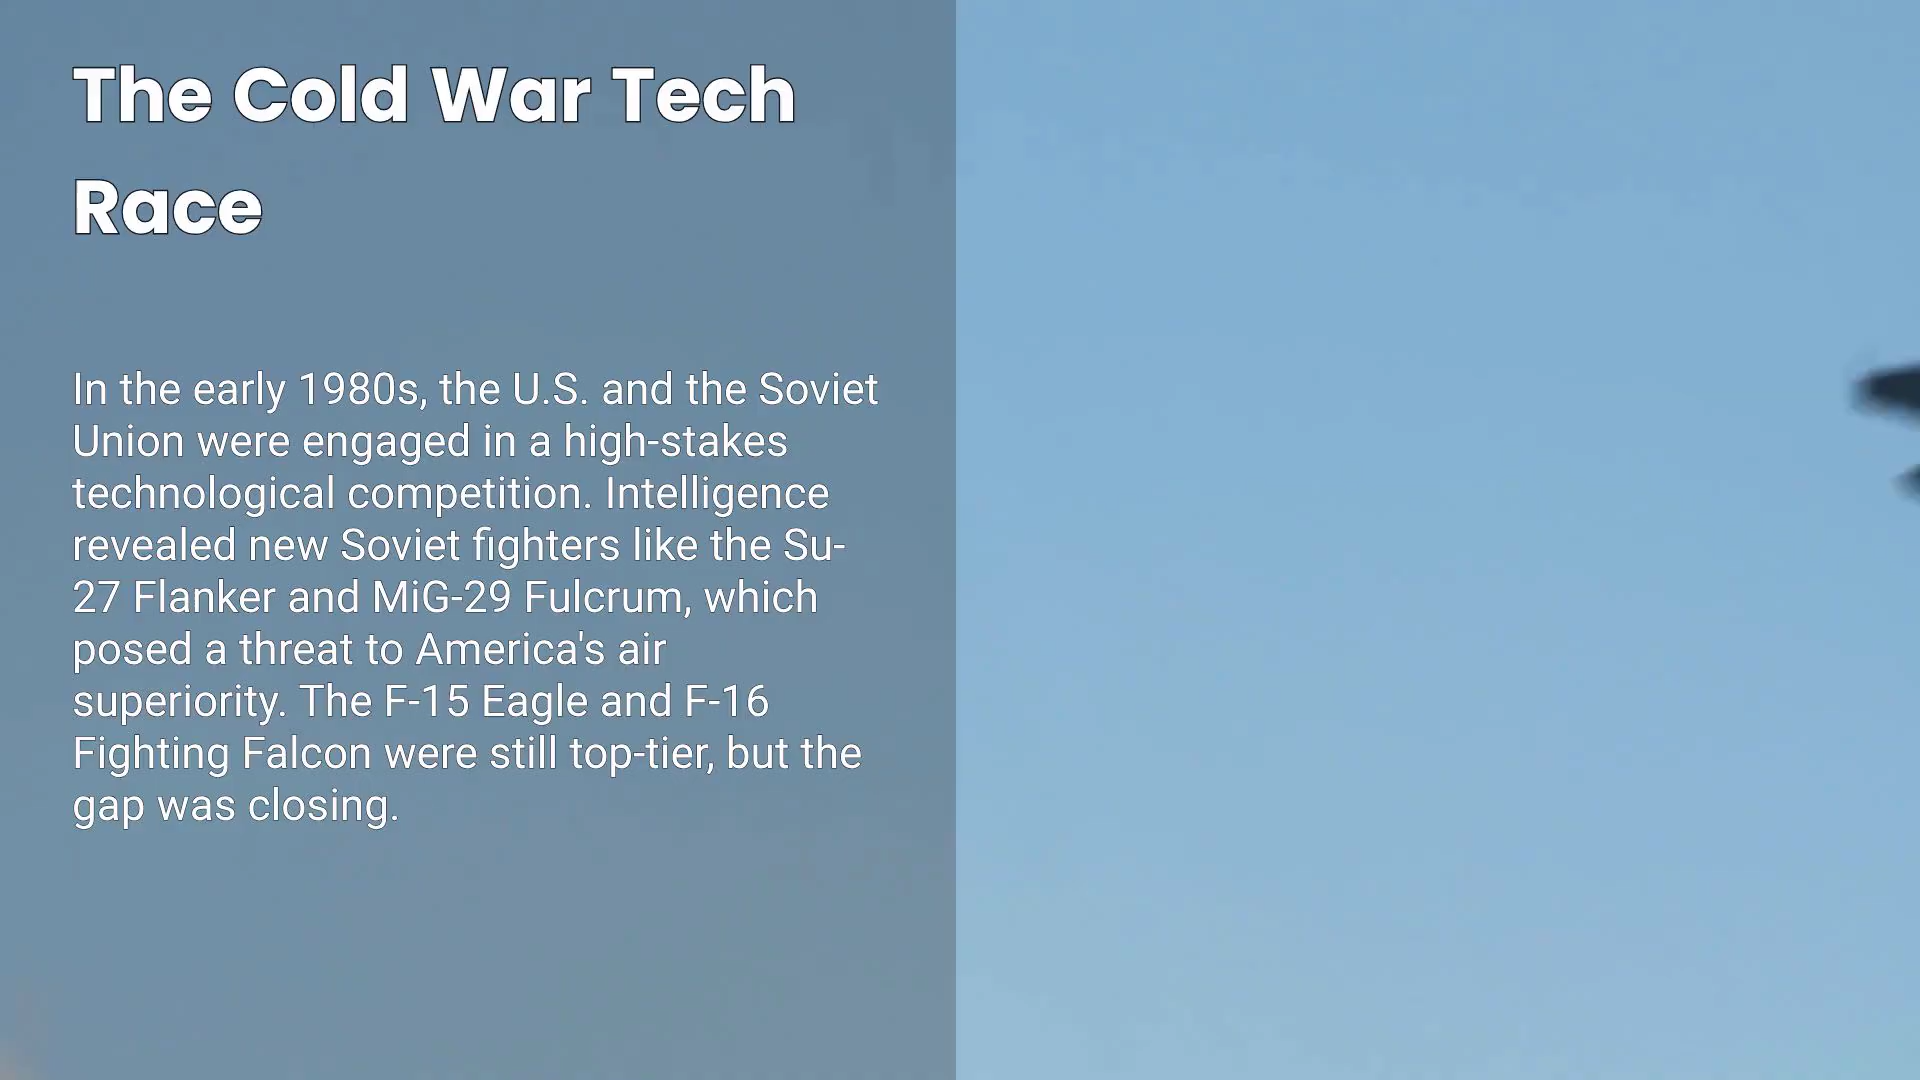 The Cold War Tech
Race
In the early 1980s, the U.S. and the Soviet
Union were engaged in a high-stakes
technological competition. Intelligence
revealed new Soviet fighters like the Su-
27 Flanker and MiG-29 Fulcrum, which
posed a threat to America's air
superiority. The F-15 Eagle and F-16
Fighting Falcon were still top-tier, but the
gap was closing.